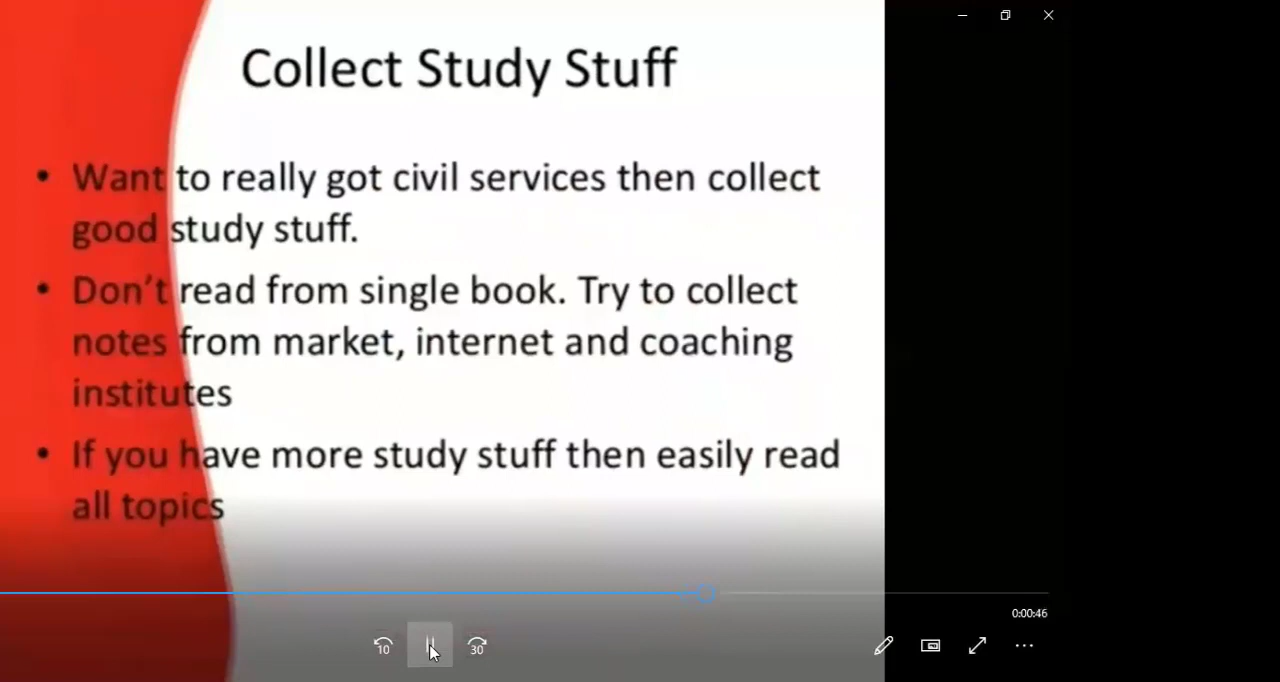 Collect Study Stuff
• Want to really got civil services then collect
good study stuff.
• Don't read from single book. Try to collect
notes from market, internet and coaching
institutes
• If you have more study stuff then easily read
all topics
0:00:46
10
30